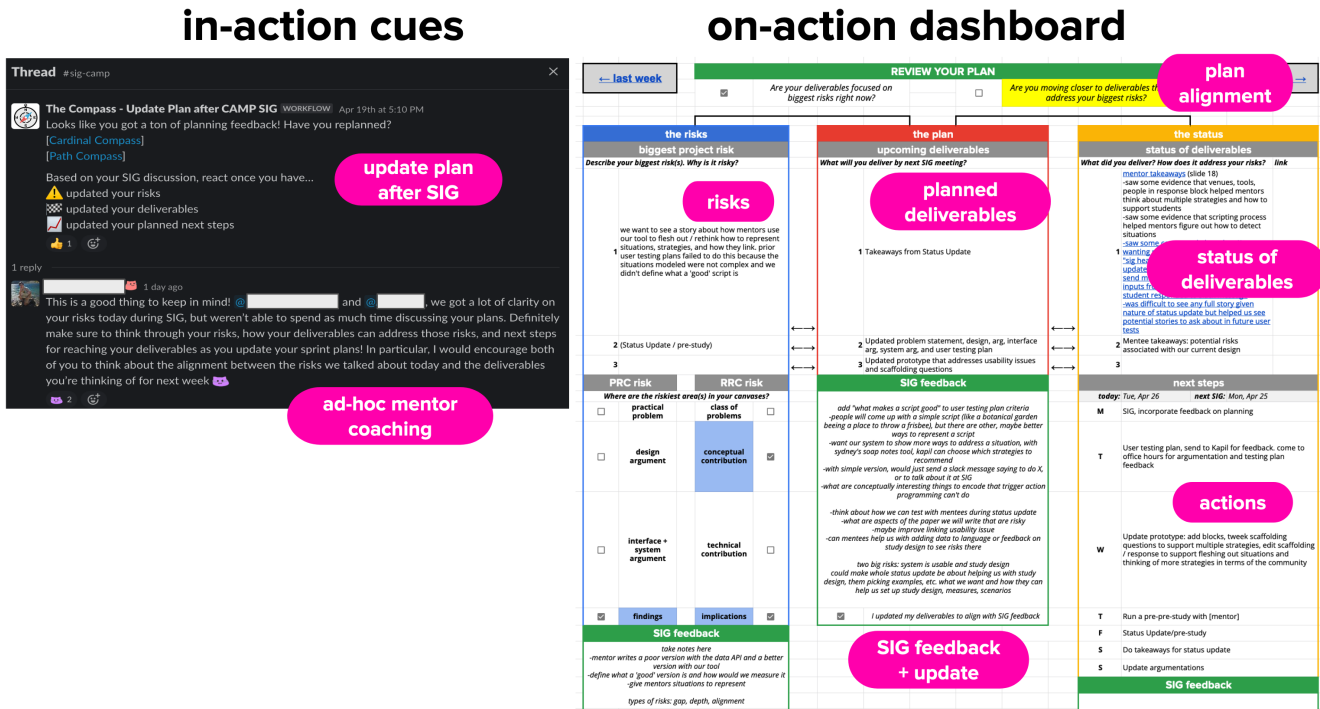 in-action cues
on-action dashboard
Thread #sig-camp
The Compass - Update Plan after CAMP SIG WORKFLOW Apr 19th at 5:10 PM
Looks like you got a ton of planning feedback! Have you replanned?
[Cardinal Compass]
[Path Compass]
Based on your SIG discussion, react once you have...
updated your risks
updated your deliverables
updated your planned next steps
1
update plan
after SIG
1 reply
1 day ago
This is a good thing to keep in mind! @ and @ , we got a lot of clarity on
your risks today during SIG, but weren't able to spend as much time discussing your plans. Definitely
make sure to think through your risks, how your deliverables can address those risks, and next steps
for reaching your deliverables as you update your sprint plans! In particular, I would encourage both
of you to think about the alignment between the risks we talked about today and the deliverables
you're thinking of for next week
2
ad-hoc mentor
coaching
← last week
REVIEW YOUR PLAN
Are your deliverables focused on
biggest risks right now?
Are you moving closer to deliverables
address your biggest risks?
plan
alignment
→
the risks
biggest project risk
Describe your biggest risk(s). Why is it risky?
risks
1
we want to see a story about how mentors use
our tool to flesh out / rethink how to represent
situations, strategies, and how they link. prior
user testing plans failed to do this because the
situations modeled were not complex and we
didn't define what a 'good' script is
2 (Status Update / pre-study)
3
PRC risk
RRC risk
Where are the riskiest area(s) in your canvases?
practical
problem
class of
problems
design
argument
conceptual
contribution
interface +
system
argument
technical
contribution
findings
implications
SIG feedback
take notes here
-mentor writes a poor version with the data API and a better
version with our tool
-define what a 'good' version is and how would we measure it
-give mentors situations to represent
types of risks: gap, depth, alignment
the plan
upcoming deliverables
What will you deliver by next SIG meeting?
planned
deliverables
1 Takeaways from Status Update
2 Updated problem statement, design, arg, interface
arg, system arg, and user testing plan
3 Updated prototype that addresses usability issues
and scaffolding questions
SIG feedback
add "what makes a script good" to user testing plan criteria
-people will come up with a simple script (like a botanical garden
beeing a place to throw a frisbee), but there are other, maybe better
ways to represent a script
-want our system to show more ways to address a situation, with
sydney's soap notes tool, kapil can choose which strategies to
recommend
-with simple version, would just send a slack message saying to do X,
or to talk about it at SIG
-what are conceptually interesting things to encode that trigger action
programming can't do
-think about how we can test with mentees during status update
-what are aspects of the paper we will write that are risky
-maybe improve linking usability issue
-can mentees help us with adding data to language or feedback on
study design to see risks there
two big risks: system is usable and study design
could make whole status update be about helping us with study
design, them picking examples, etc. what we want and how they can
help us set up study design, measures, scenarios
I updated my deliverables to align with SIG feedback
SIG feedback
+ update
the status
status of deliverables
What did you deliver? How does it address your risks? link
1
mentor takeaways (slide 18)
-saw some evidence that venues, tools,
people in response block helped mentors
think about multiple strategies and how to
support students
-saw some evidence that scripting process
helped mentors figure out how to detect
situations
-saw some
wanting
"sig
update
send
inputs
student
-was difficult to see any full story given
nature of status update but helped us see
potential stories to ask about in future user
tests
status of
deliverables
2 Mentee takeaways: potential risks
associated with our current design
3
next steps
today: Tue, Apr 26 next SIG: Mon, Apr 25
M SIG, incorporate feedback on planning
T User testing plan, send to Kapil for feedback, come to
office hours for argumentation and testing plan
feedback
actions
W Update prototype: add blocks, tweek scaffolding
questions to support multiple strategies, edit scaffolding
/ response to support fleshing out situations and
thinking of more strategies in terms of the community
T Run a pre-pre-study with [mentor]
F Status Update/pre-study
S Do takeaways for status update
S Update argumentations
SIG feedback